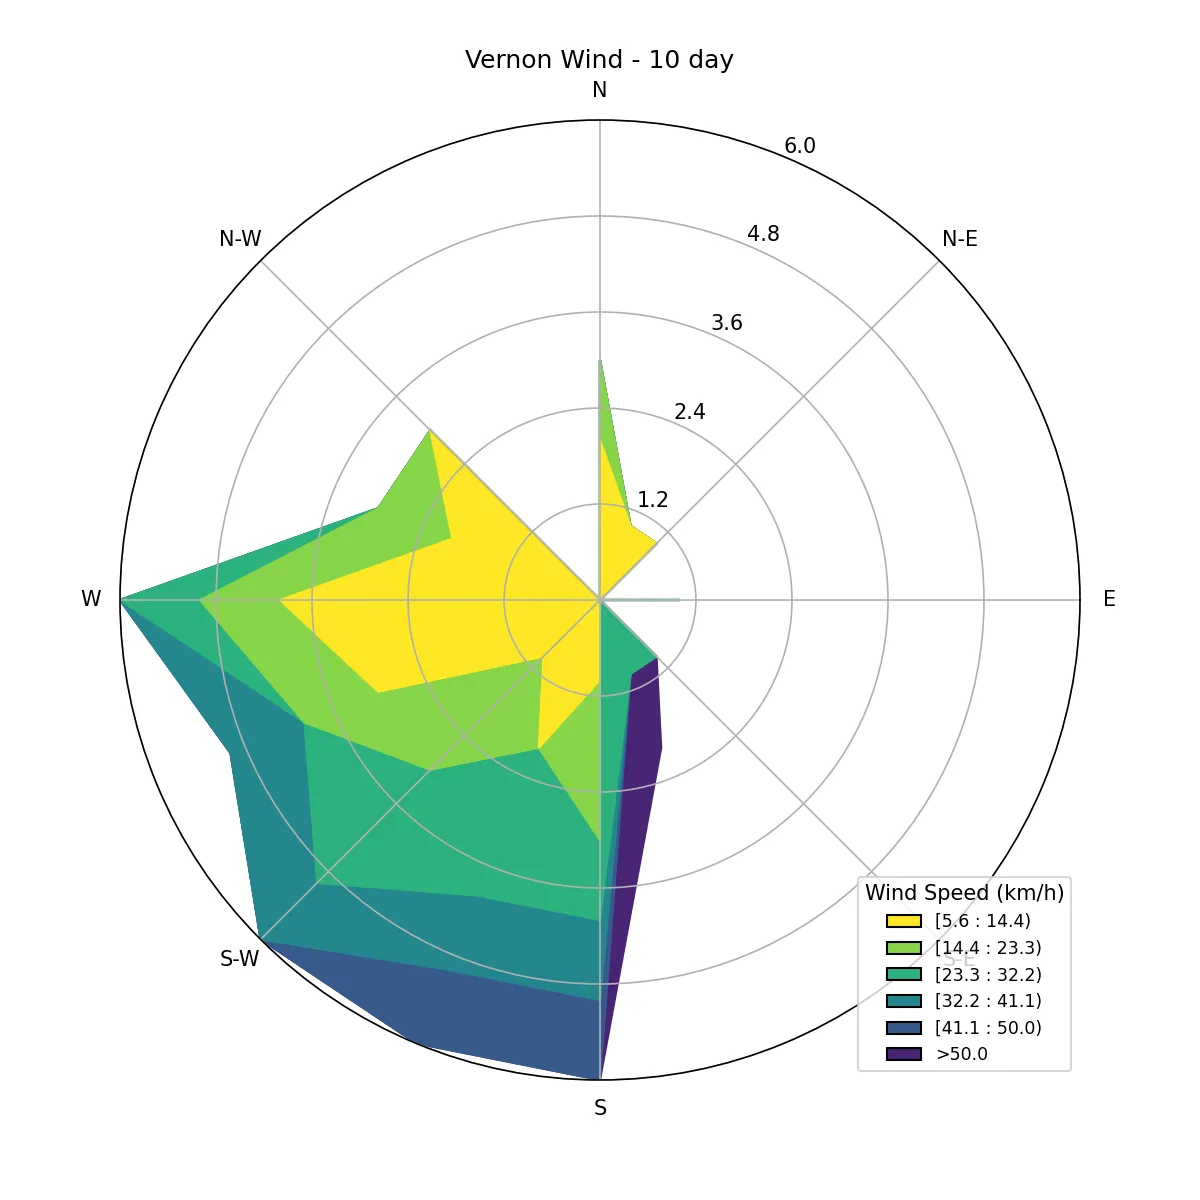 Vernon Wind - 10 day
N
6.0
N-W
N-E
4.8
3.6
2.4
1.2
W
E
S-W
S-E
Wind Speed (km/h)
[5.6 : 14.4)
[14.4 : 23.3)
[23.3 : 32.2)
[32.2 : 41.1)
[41.1 : 50.0)
>50.0
S